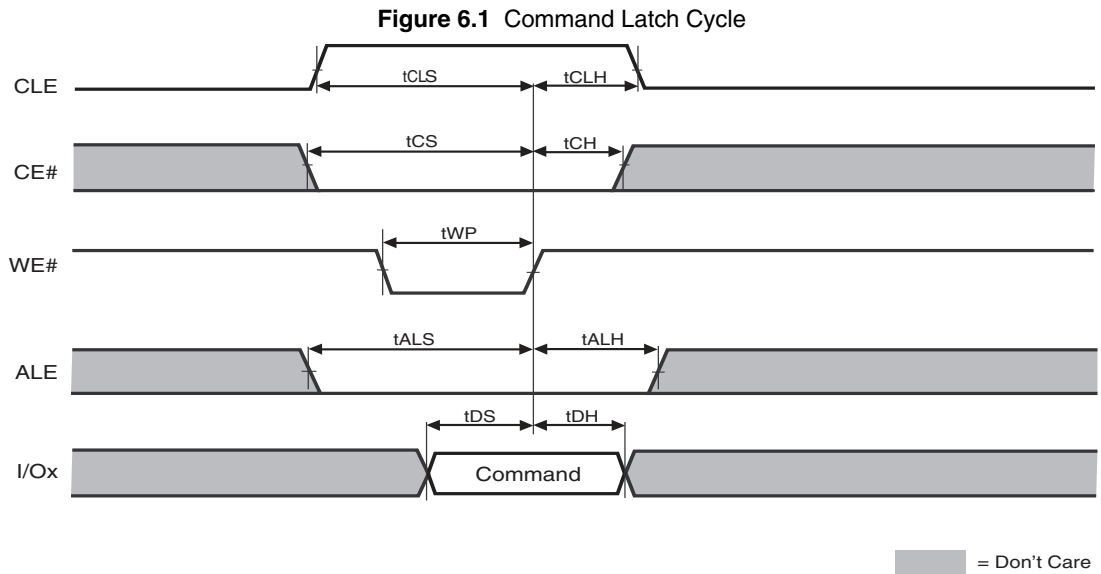 Figure 6.1 Command Latch Cycle
CLE
tCLS
tCLH
CE#
tCS
tCH
WE#
tWP
ALE
tALS
tALH
I/Ox
tDS
tDH
Command
= Don't Care